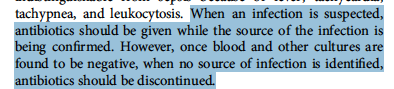 tachypnea, and leukocytosis. When an infection is suspected,
antibiotics should be given while the source of the infection is
being confirmed. However, once blood and other cultures are
found to be negative, when no source of infection is identified,
antibiotics should be discontinued.